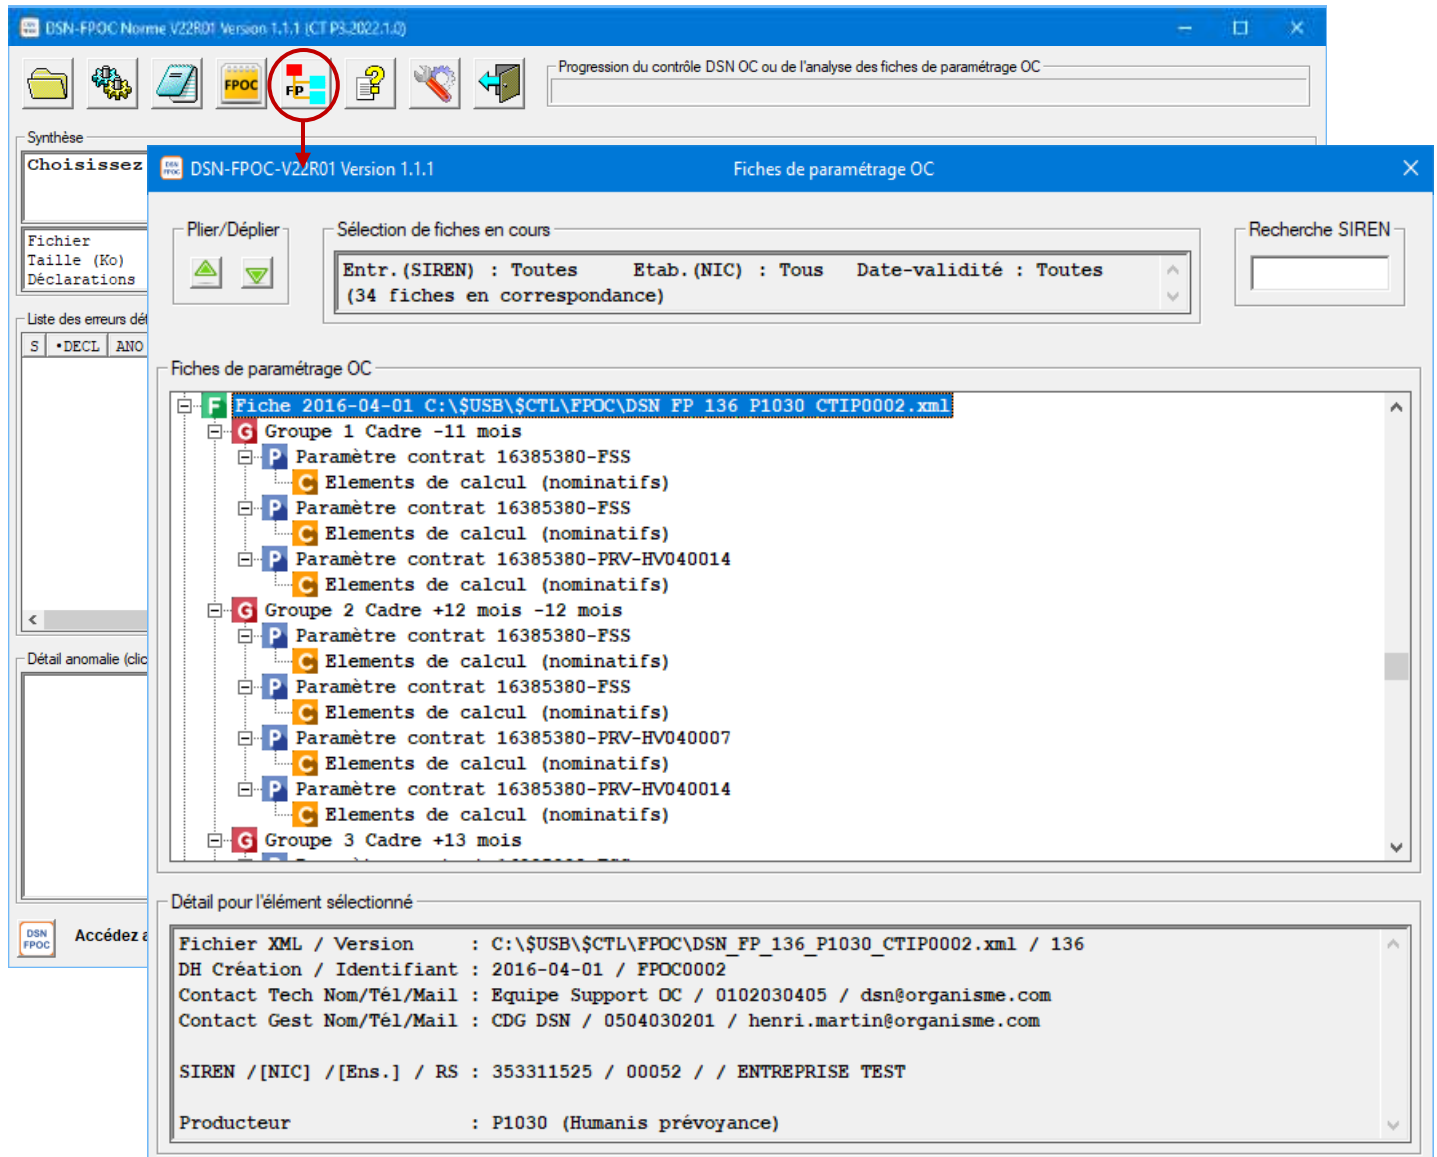 DSN-FPOC Norme V22R01 Version 1.1.1 (CT P3.2022.1.0)
FPOC
FP
Progression du contrôle DSN OC ou de l'analyse des fiches de paramétrage OC
Synthèse
Choisissez
Fichier
Taille (Ko)
Déclarations
Liste des erreurs dét
S •DECL ANO
Détail anomalie (clic
DSN FPOC
Accédez a
DSN-FPOC-V22R01 Version 1.1.1 Fiches de paramétrage OC
Plier/Déplier
Sélection de fiches en cours
Recherche SIREN
Entr.(SIREN) : Toutes Etab.(NIC) : Tous Date-validité : Toutes
(34 fiches en correspondance)
Fiches de paramétrage OC
F Fiche 2016-04-01 C:\$USB\$CTL\FPOC\DSN_FP_136_P1030_CTIP0002.xml
G Groupe 1 Cadre -11 mois
P Paramètre contrat 16385380-FSS
C Elements de calcul (nominatifs)
P Paramètre contrat 16385380-FSS
C Elements de calcul (nominatifs)
P Paramètre contrat 16385380-PRV-HV040014
C Elements de calcul (nominatifs)
G Groupe 2 Cadre +12 mois -12 mois
P Paramètre contrat 16385380-FSS
C Elements de calcul (nominatifs)
P Paramètre contrat 16385380-FSS
C Elements de calcul (nominatifs)
P Paramètre contrat 16385380-PRV-HV040007
C Elements de calcul (nominatifs)
P Paramètre contrat 16385380-PRV-HV040014
C Elements de calcul (nominatifs)
G Groupe 3 Cadre +13 mois
Détail pour l'élément sélectionné
Fichier XML / Version : C:\$USB\$CTL\FPOC\DSN_FP_136_P1030_CTIP0002.xml / 136
DH Création / Identifiant : 2016-04-01 / FPOC0002
Contact Tech Nom/Tél/Mail : Equipe Support OC / 0102030405 / dsn@organisme.com
Contact Gest Nom/Tél/Mail : CDG DSN / 0504030201 / henri.martin@organisme.com
SIREN /[NIC] /[Ens.] / RS : 353311525 / 00052 / / ENTREPRISE TEST
Producteur : P1030 (Humanis prévoyance)